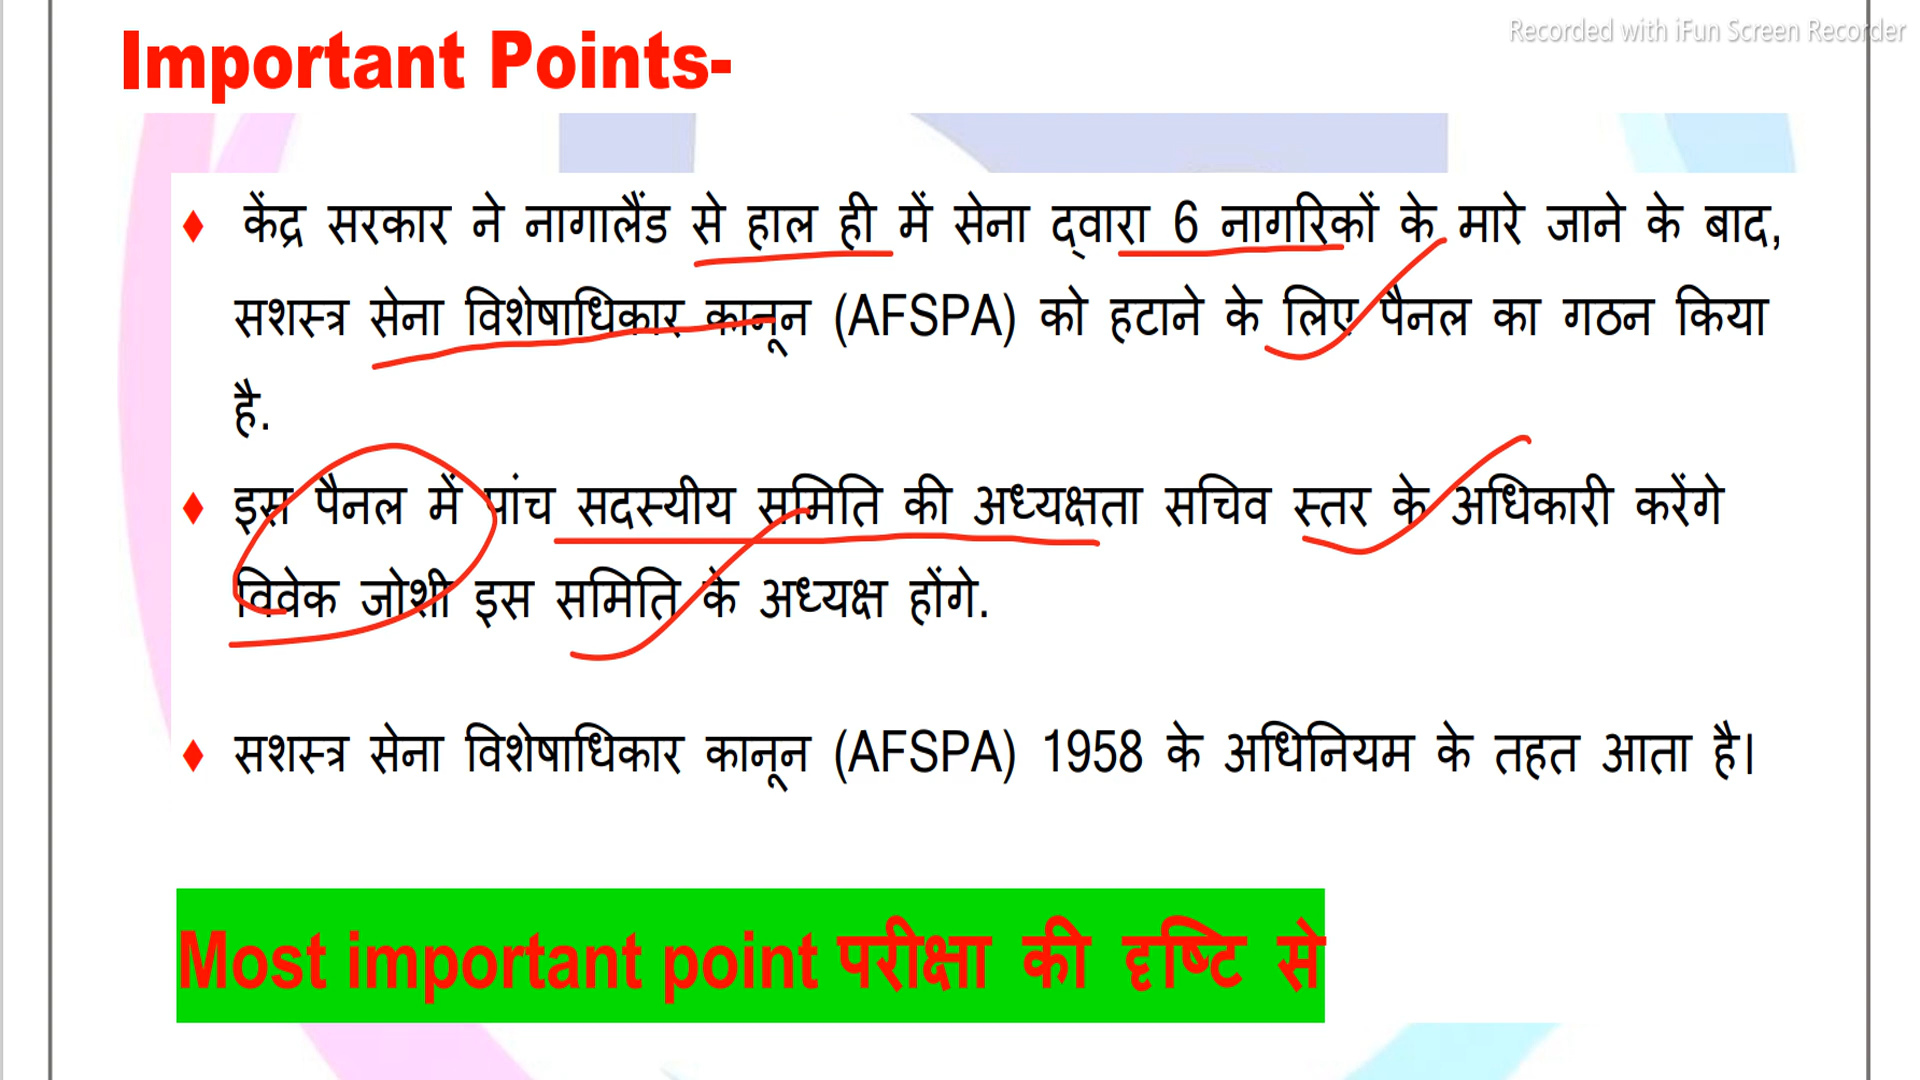 Recorded with iFun Screen Recorder
Important Points-
केंद्र सरकार ने नागालैंड से हाल ही में सेना द्वारा 6 नागरिकों के मारे जाने के बाद,
सशस्त्र सेना विशेषाधिकार कानून (AFSPA) को हटाने के लिए पैनल का गठन किया
है.
इस पैनल में पांच सदस्यीय समिति की अध्यक्षता सचिव स्तर के अधिकारी करेंगे
विवेक जोशी इस समिति के अध्यक्ष होंगे.
सशस्त्र सेना विशेषाधिकार कानून (AFSPA) 1958 के अधिनियम के तहत आता है।
Most important point परीक्षा की दृष्टि से